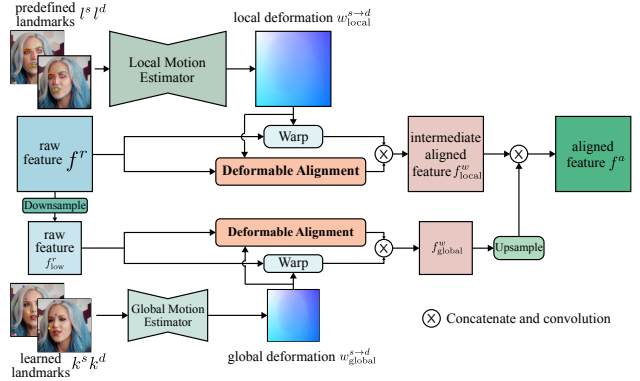 predefined
landmarks l^s l^d
local deformation w_local^{s→d}
Local Motion
Estimator
raw
feature f^r
Warp
Deformable Alignment
intermediate
aligned
feature f_local^w
aligned
feature f^a
Downsample
raw
feature
f_low^r
Deformable Alignment
Warp
f_global^w
Upsample
Global Motion
Estimator
Concatenate and convolution
learned
landmarks k^s k^d
global deformation w_global^{s→d}